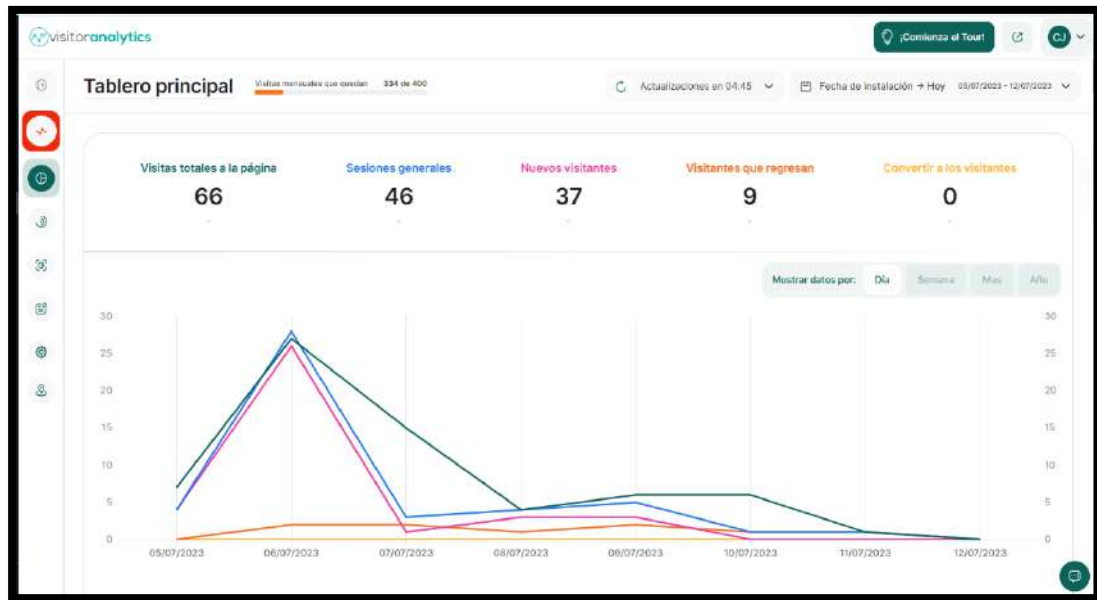 visitoranalytics
¡Comienza el Tour!
CJ
Tablero principal
Visitas mensuales que quedan 334 de 400
Actualizaciones en 04:45
Fecha de instalación → Hoy 05/07/2023 - 12/07/2023
Visitas totales a la página
Sesiones generales
Nuevos visitantes
Visitantes que regresan
Convertir a los visitantes
66
46
37
9
0
Mostrar datos por: Día Semana Mes Año
30 30
25 25
20 20
15 15
10 10
5 5
0 0
05/07/2023 06/07/2023 07/07/2023 08/07/2023 09/07/2023 10/07/2023 11/07/2023 12/07/2023